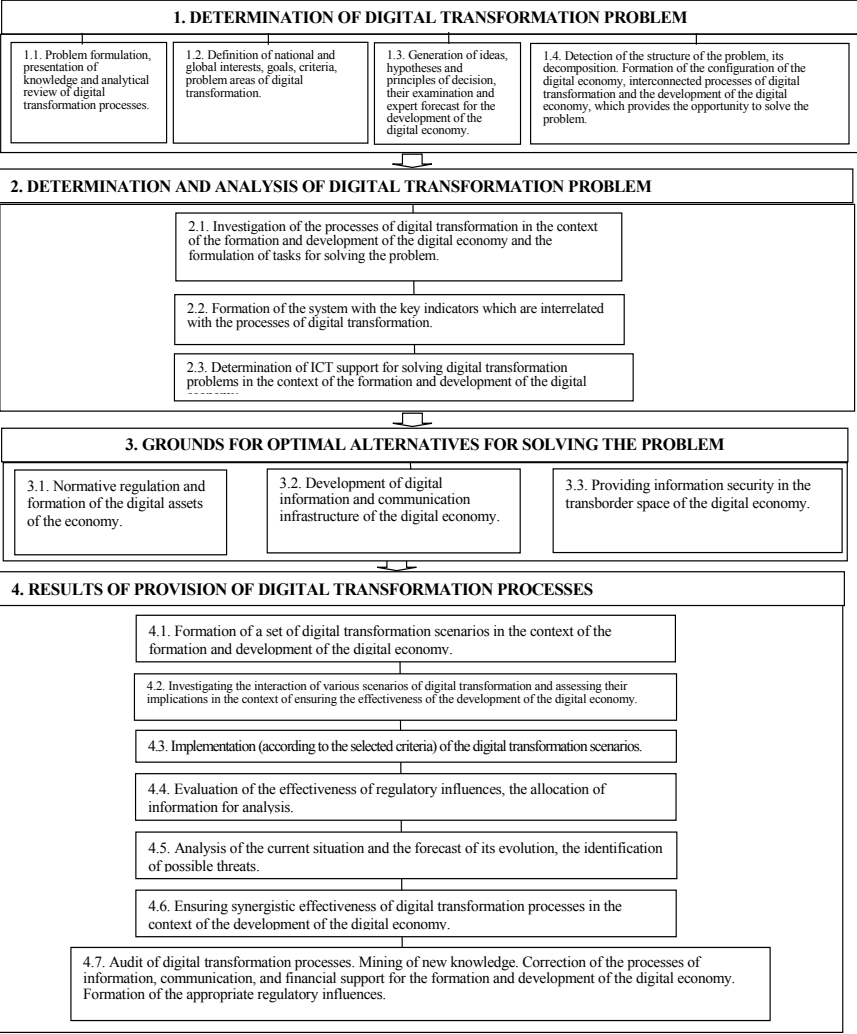 1. DETERMINATION OF DIGITAL TRANSFORMATION PROBLEM
1.1. Problem formulation,
presentation of
knowledge and analytical
review of digital
transformation processes.
1.2. Definition of national and
global interests, goals, criteria,
problem areas of digital
transformation.
1.3. Generation of ideas,
hypotheses and
principles of decision,
their examination and
expert forecast for the
development of the
digital economy.
1.4. Detection of the structure of the problem, its
decomposition. Formation of the configuration of the
digital economy, interconnected processes of digital
transformation and the development of the digital
economy, which provides the opportunity to solve the
problem.
2. DETERMINATION AND ANALYSIS OF DIGITAL TRANSFORMATION PROBLEM
2.1. Investigation of the processes of digital transformation in the context
of the formation and development of the digital economy and the
formulation of tasks for solving the problem.
2.2. Formation of the system with the key indicators which are interrelated
with the processes of digital transformation.
2.3. Determination of ICT support for solving digital transformation
problems in the context of the formation and development of the digital
3. GROUNDS FOR OPTIMAL ALTERNATIVES FOR SOLVING THE PROBLEM
3.1. Normative regulation and
formation of the digital assets
of the economy.
3.2. Development of digital
information and communication
infrastructure of the digital economy.
3.3. Providing information security in the
transborder space of the digital economy.
4. RESULTS OF PROVISION OF DIGITAL TRANSFORMATION PROCESSES
4.1. Formation of a set of digital transformation scenarios in the context of the
formation and development of the digital economy.
4.2. Investigating the interaction of various scenarios of digital transformation and assessing their
implications in the context of ensuring the effectiveness of the development of the digital economy.
4.3. Implementation (according to the selected criteria) of the digital transformation scenarios.
4.4. Evaluation of the effectiveness of regulatory influences, the allocation of
information for analysis.
4.5. Analysis of the current situation and the forecast of its evolution, the identification
of possible threats.
4.6. Ensuring synergistic effectiveness of digital transformation processes in the
context of the development of the digital economy.
4.7. Audit of digital transformation processes. Mining of new knowledge. Correction of the processes of
information, communication, and financial support for the formation and development of the digital economy.
Formation of the appropriate regulatory influences.